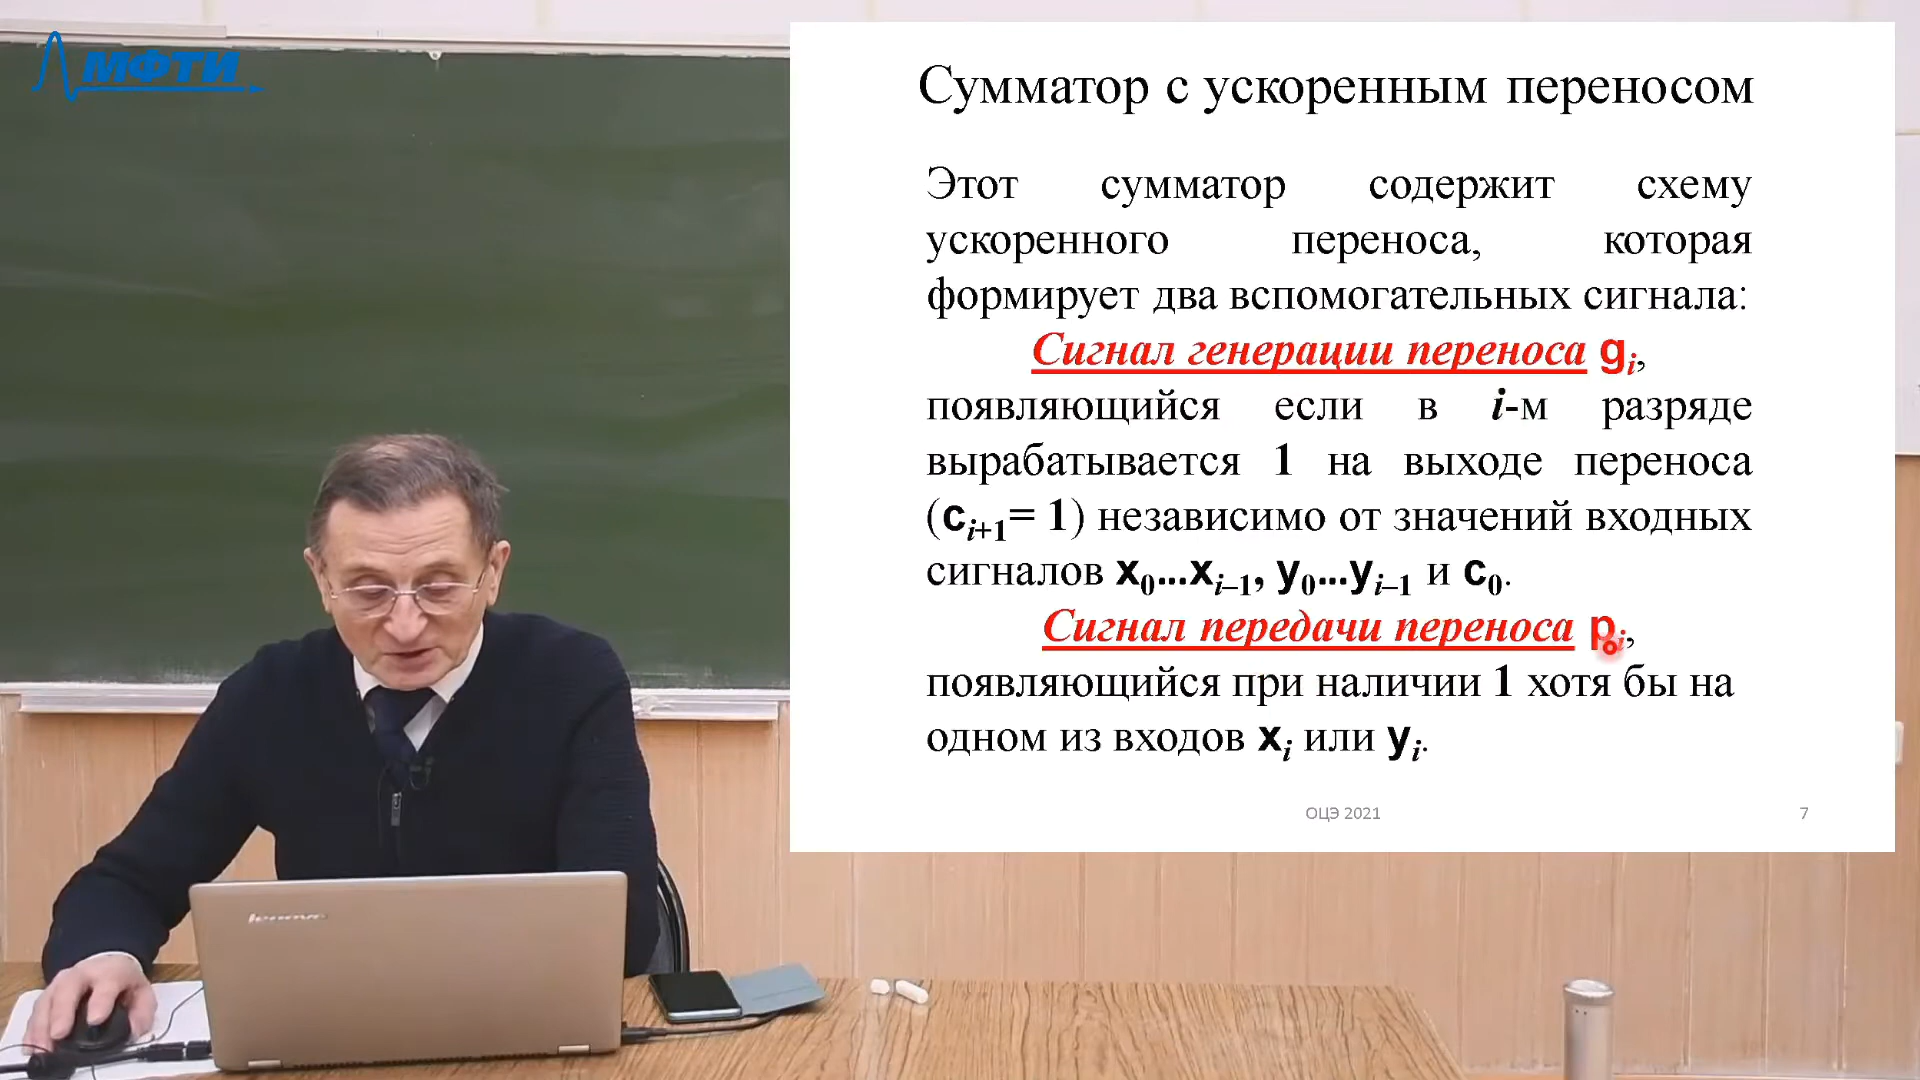 МФТИ
Сумматор с ускоренным переносом
Этот сумматор содержит схему
ускоренного переноса, которая
формирует два вспомогательных сигнала:
Сигнал генерации переноса gᵢ,
появляющийся если в i-м разряде
вырабатывается 1 на выходе переноса
(cᵢ₊₁= 1) независимо от значений входных
сигналов x₀...xᵢ₋₁, y₀...yᵢ₋₁ и c₀.
Сигнал передачи переноса pᵢ,
появляющийся при наличии 1 хотя бы на
одном из входов xᵢ или yᵢ.
ОЦЭ 2021
7
lenovo